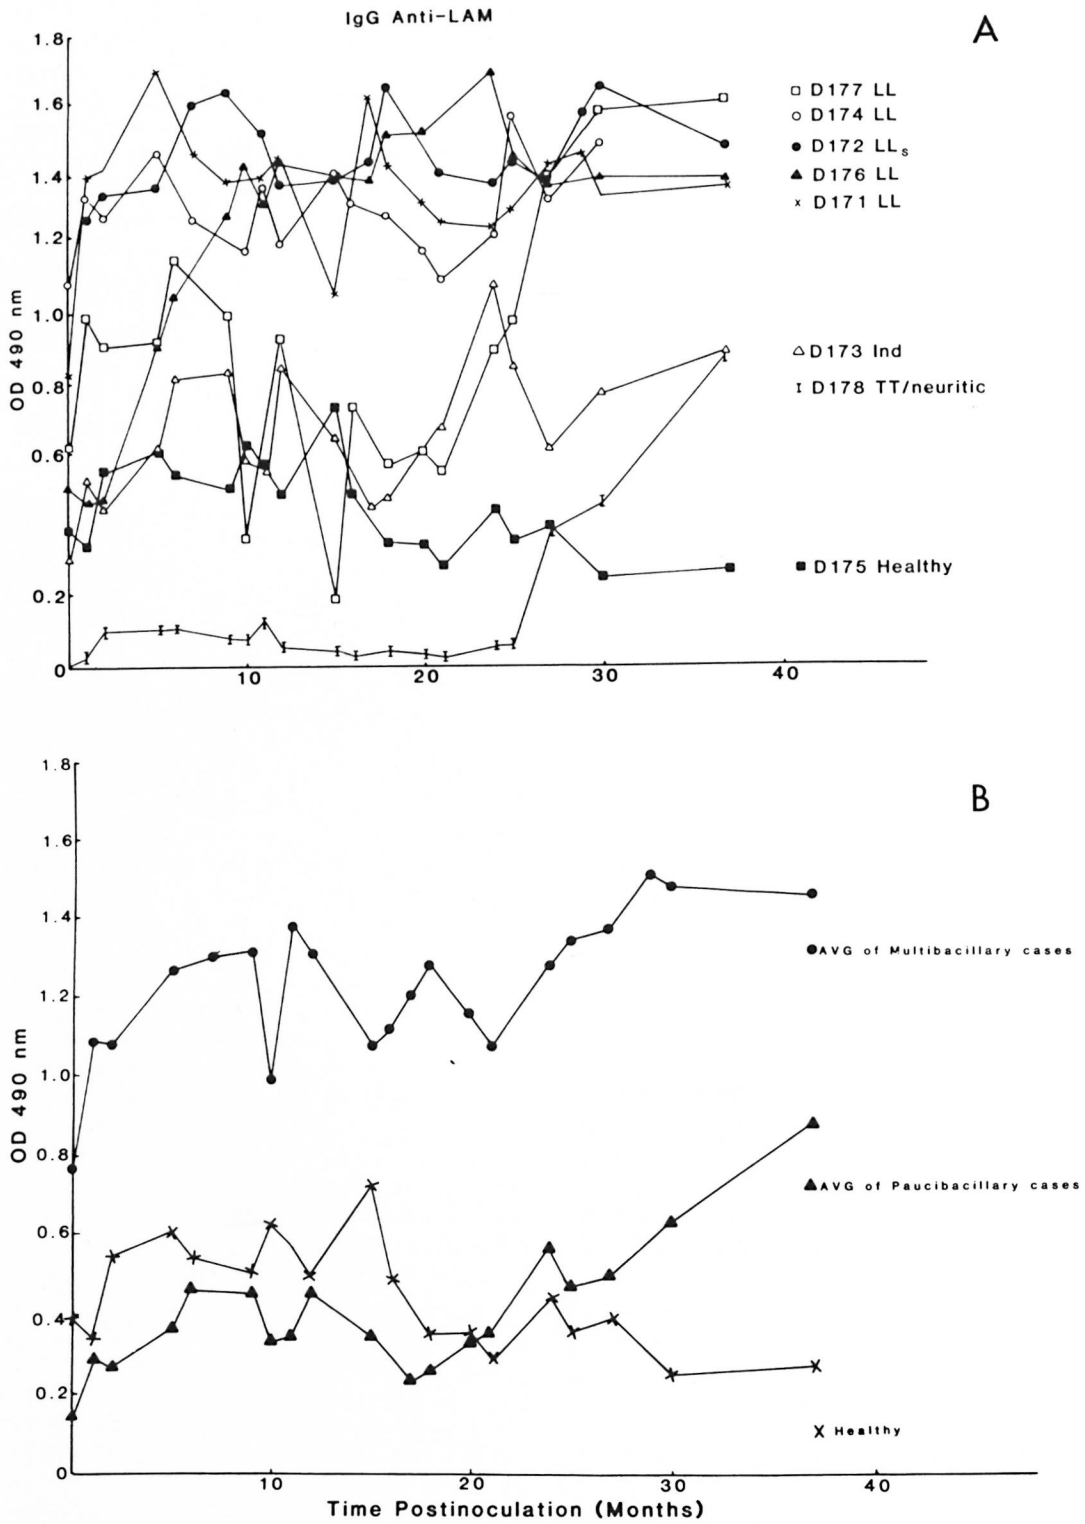 IgG Anti-LAM
A
1.8
1.6
1.4
1.2
1.0
0.8
0.6
0.2
0
OD 490 nm
10
20
30
40
□ D177 LL
○ D174 LL
● D172 LLs
▲ D176 LL
x D171 LL
△ D173 Ind
I D178 TT/neuritic
■ D175 Healthy
B
1.8
1.6
1.4
1.2
1.0
0.8
0.6
0.4
0.2
0
OD 490 nm
10
20
30
40
Time Postinoculation (Months)
● AVG of Multibacillary cases
▲ AVG of Paucibacillary cases
X Healthy